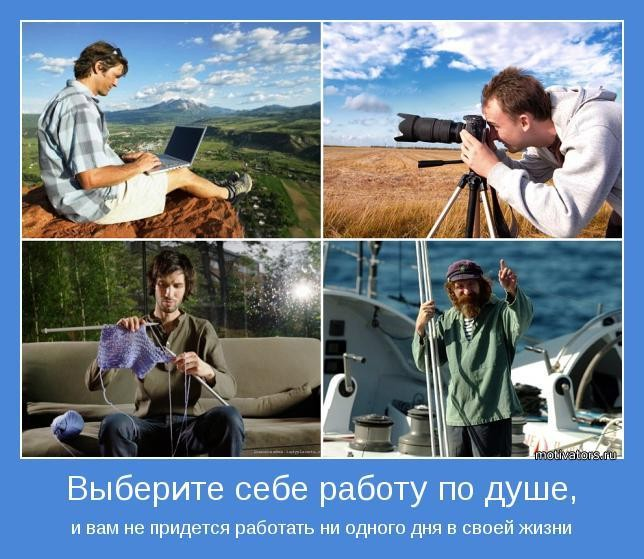 motivators.ru
Выберите себе работу по душе,
и вам не придется работать ни одного дня в своей жизни